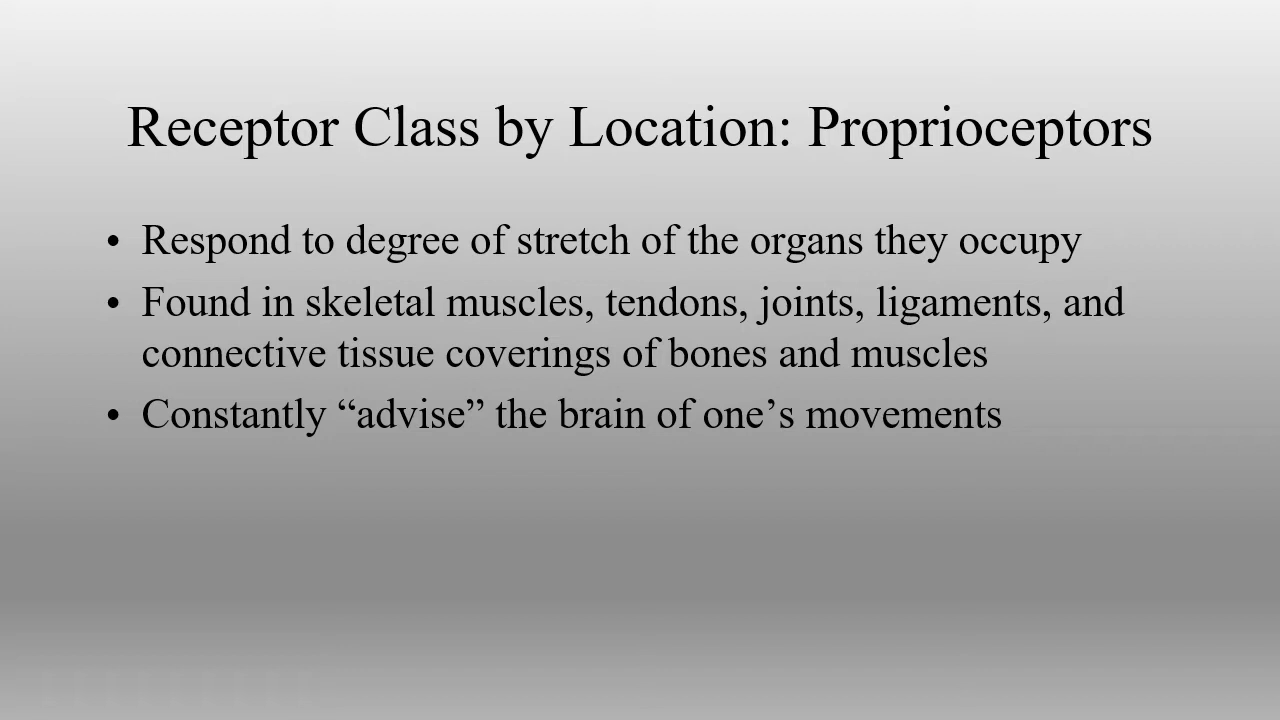 Receptor Class by Location: Proprioceptors
• Respond to degree of stretch of the organs they occupy
• Found in skeletal muscles, tendons, joints, ligaments, and
connective tissue coverings of bones and muscles
• Constantly “advise” the brain of one’s movements